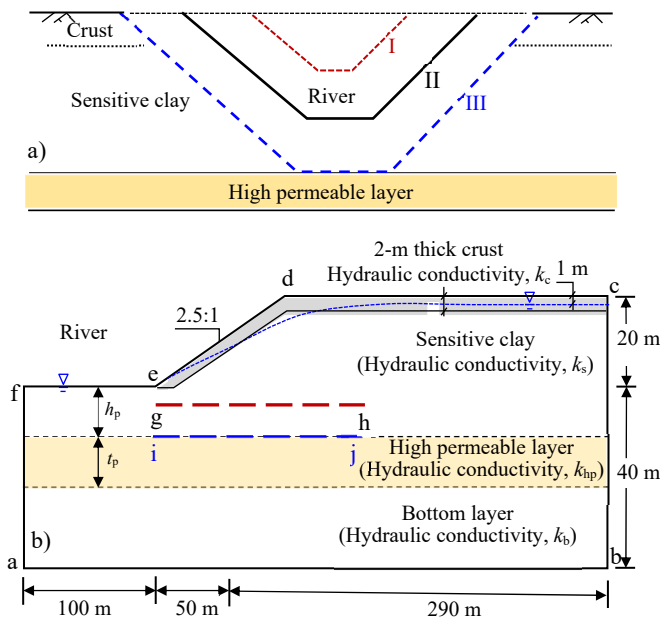 Crust
I
II
River
III
Sensitive clay
a)
High permeable layer
2-m thick crust
Hydraulic conductivity, kc
1 m
d
c
2.5:1
River
Sensitive clay
(Hydraulic conductivity, ks)
20 m
e
f
hp
g
h
High permeable layer
(Hydraulic conductivity, khp)
i
j
tp
40 m
Bottom layer
(Hydraulic conductivity, kb)
b)
a
b
100 m
50 m
290 m